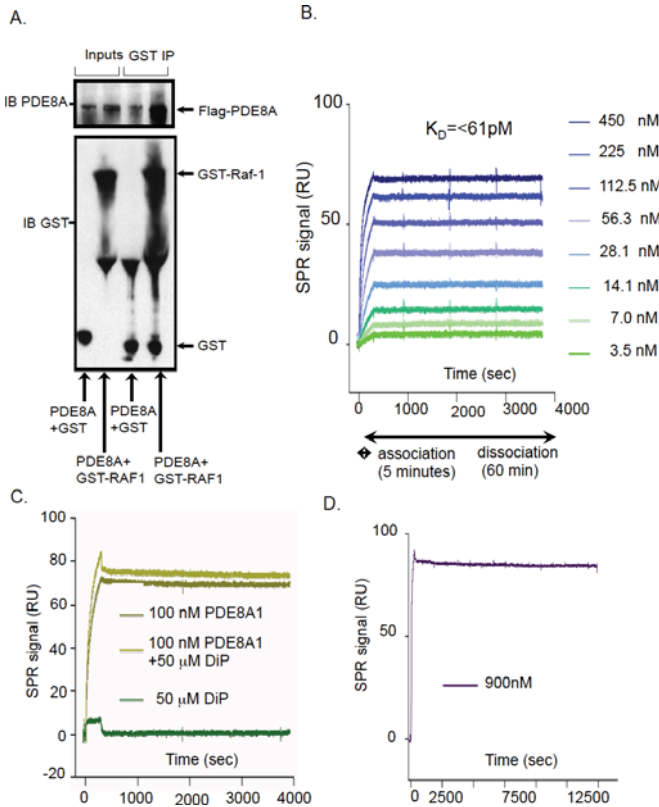 A.
Inputs GST IP
IB PDE8A
Flag-PDE8A
GST-Raf-1
IB GST
GST
PDE8A
+GST
PDE8A
+GST
PDE8A+
GST-RAF1
PDE8A+
GST-RAF1
B.
100
K_D=<61pM
50
SPR signal (RU)
0
Time (sec)
0 1000 2000 3000 4000
association
(5 minutes)
dissociation
(60 min)
450 nM
225 nM
112.5 nM
56.3 nM
28.1 nM
14.1 nM
7.0 nM
3.5 nM
C.
100
80
60
40
20
0
-20
SPR signal (RU)
100 nM PDE8A1
100 nM PDE8A1
+50 µM DiP
50 µM DiP
Time (sec)
0 1000 2000 3000 4000
D.
100
50
0
SPR signal (RU)
900nM
Time (sec)
0 2500 7500 12500